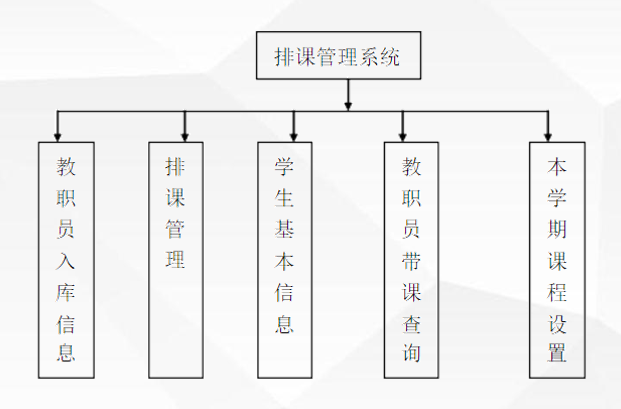 排课管理系统
教职员入库信息
排课管理
学生基本信息
教职员带课查询
本学期课程设置